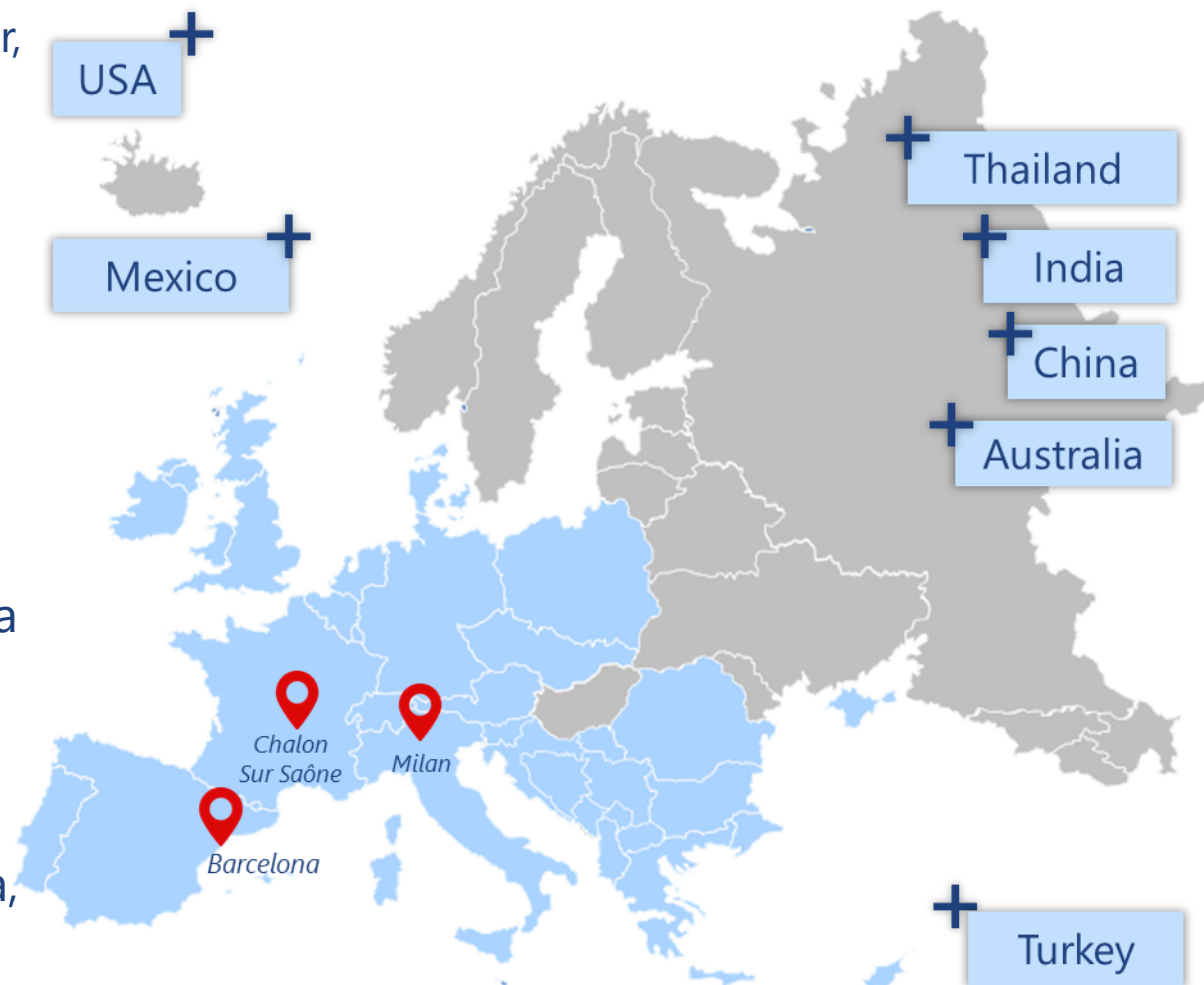 r,
USA
Thailand
Mexico
India
China
Australia
a
Chalon
Sur Saône
Milan
Barcelona
a,
Turkey